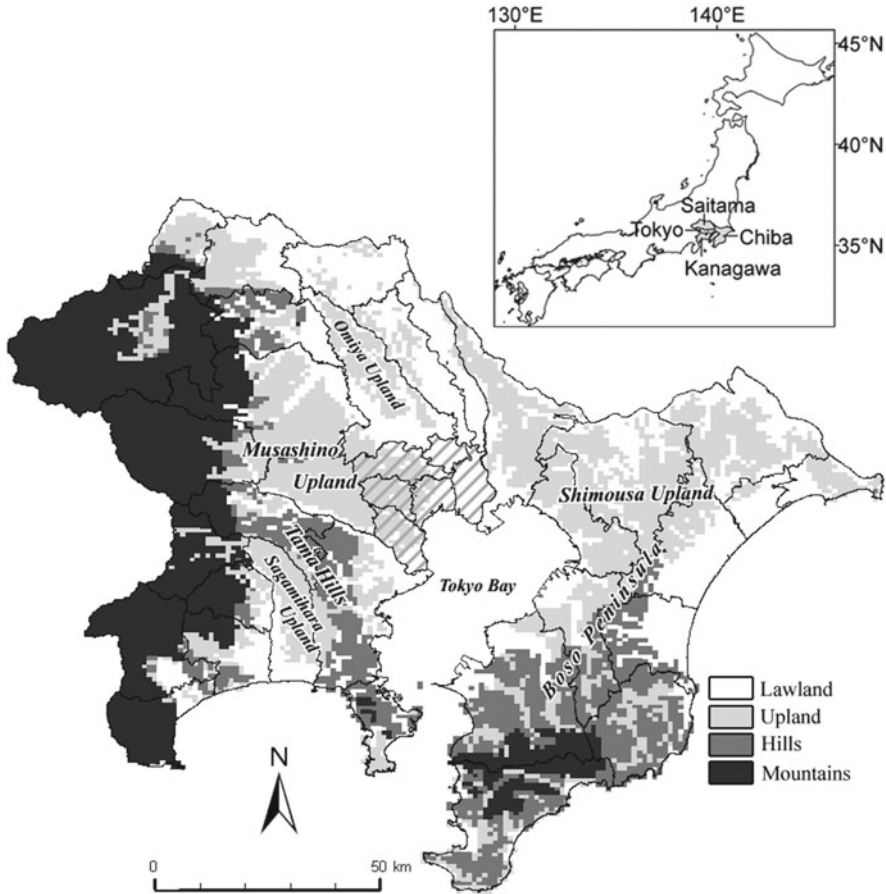 130°E 140°E
45°N
40°N
35°N
Saitama
Tokyo
Chiba
Kanagawa
Omiya Upland
Musashino
Upland
Shimousa Upland
Tama Hills
Sagamihara
Upland
Tokyo Bay
Boso Peninsula
Lawland
Upland
Hills
Mountains
N
0 50 km